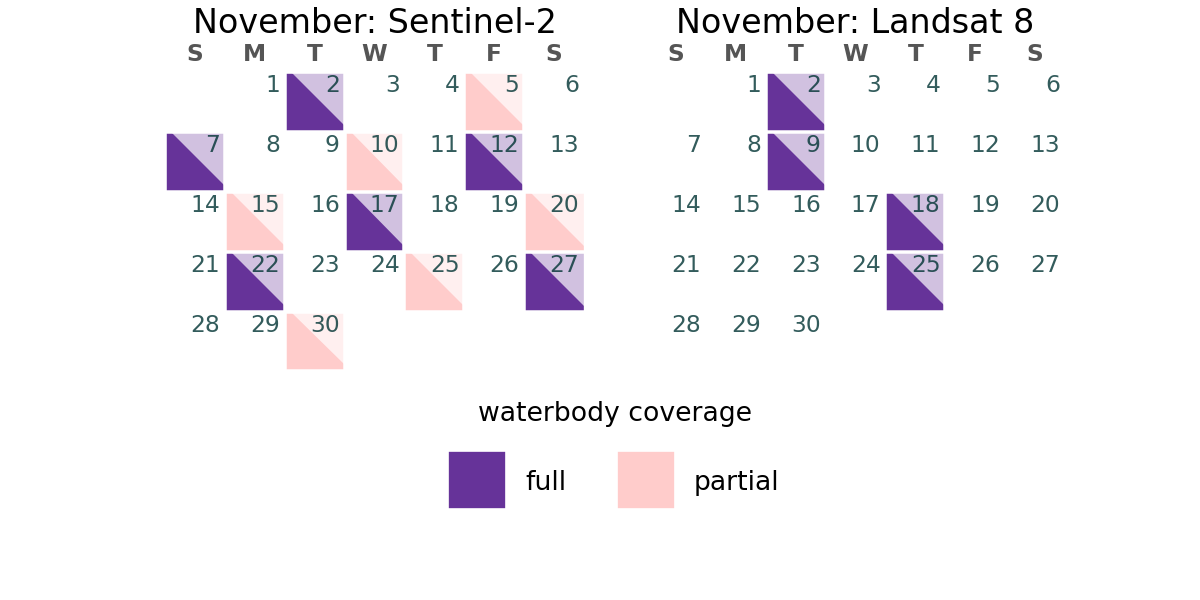 November: Sentinel-2
S M T W T F S
1 2 3 4 5 6
7 8 9 10 11 12 13
14 15 16 17 18 19 20
21 22 23 24 25 26 27
28 29 30
November: Landsat 8
S M T W T F S
1 2 3 4 5 6
7 8 9 10 11 12 13
14 15 16 17 18 19 20
21 22 23 24 25 26 27
28 29 30
waterbody coverage
full
partial